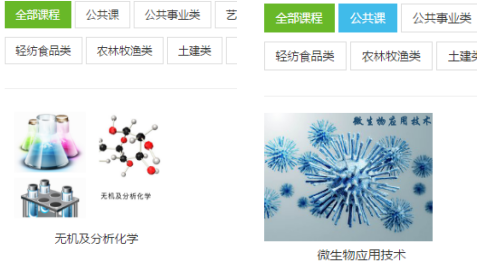 全部课程 公共课 公共事业类 艺
轻纺食品类 农林牧渔类 土建类
无机及分析化学
无机及分析化学
全部课程 公共课 公共事业类
轻纺食品类 农林牧渔类 土建
微生物应用技术
微生物应用技术